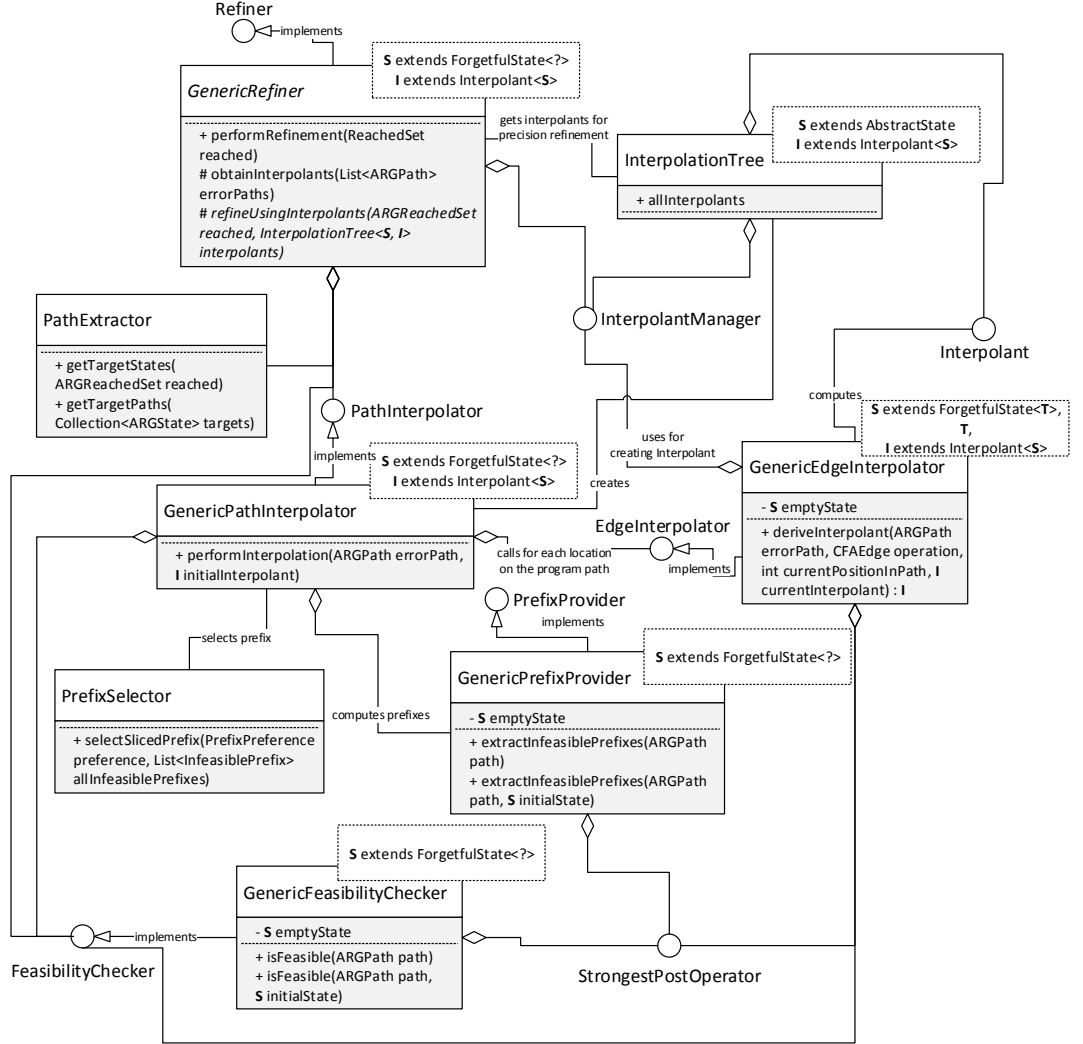 Refiner
implements
S extends ForgetfulState<?>
I extends Interpolant<S>
GenericRefiner
+ performRefinement(ReachedSet
reached)
# obtainInterpolants(List<ARGPath>
errorPaths)
# refineUsingInterpolants(ARGReachedSet
reached, InterpolationTree<S, I>
interpolants)
gets interpolants for
precision refinement
S extends AbstractState
I extends Interpolant<S>
InterpolationTree
+ allInterpolants
PathExtractor
+ getTargetStates(
ARGReachedSet reached)
+ getTargetPaths(
Collection<ARGState> targets)
InterpolantManager
Interpolant
computes
PathInterpolator
implements
S extends ForgetfulState<?>
I extends Interpolant<S>
GenericPathInterpolator
+ performInterpolation(ARGPath errorPath,
I initialInterpolant)
uses for
creating Interpolant
creates
S extends ForgetfulState<T>,
T,
I extends Interpolant<S>
GenericEdgeInterpolator
- S emptyState
+ deriveInterpolant(ARGPath
errorPath, CFAEdge operation,
int currentPositionInPath, I
currentInterpolant) : I
EdgeInterpolator
implements
calls for each location
on the program path
PrefixProvider
implements
selects prefix
S extends ForgetfulState<?>
GenericPrefixProvider
- S emptyState
+ extractInfeasiblePrefixes(ARGPath
path)
+ extractInfeasiblePrefixes(ARGPath
path, S initialState)
computes prefixes
PrefixSelector
+ selectSlicedPrefix(PrefixPreference
preference, List<InfeasiblePrefix>
allInfeasiblePrefixes)
S extends ForgetfulState<?>
GenericFeasibilityChecker
- S emptyState
+ isFeasible(ARGPath path)
+ isFeasible(ARGPath path,
S initialState)
implements
FeasibilityChecker
StrongestPostOperator